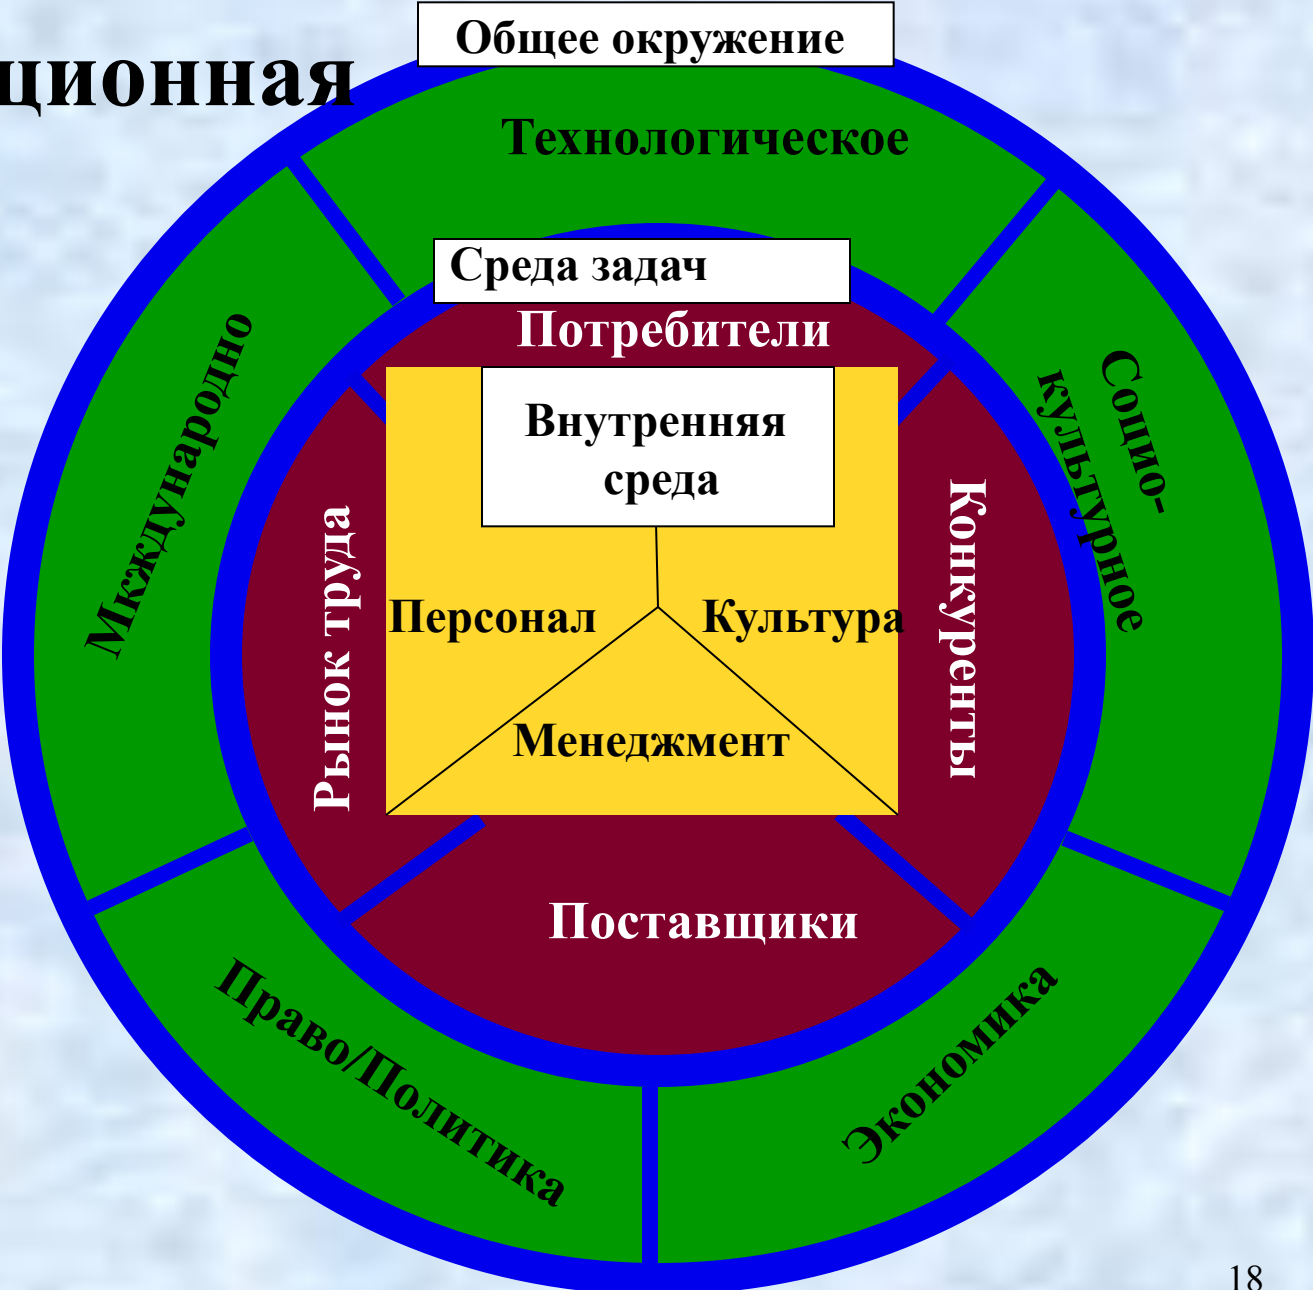 Общее окружение
ционная
Технологическое
Среда задач
Потребители
Внутренняя
среда
Мкждународно
Социо-
культурное
Рынок труда
Персонал
Культура
Конкуренты
Менеджмент
Поставщики
Право/Политика
Экономика
18